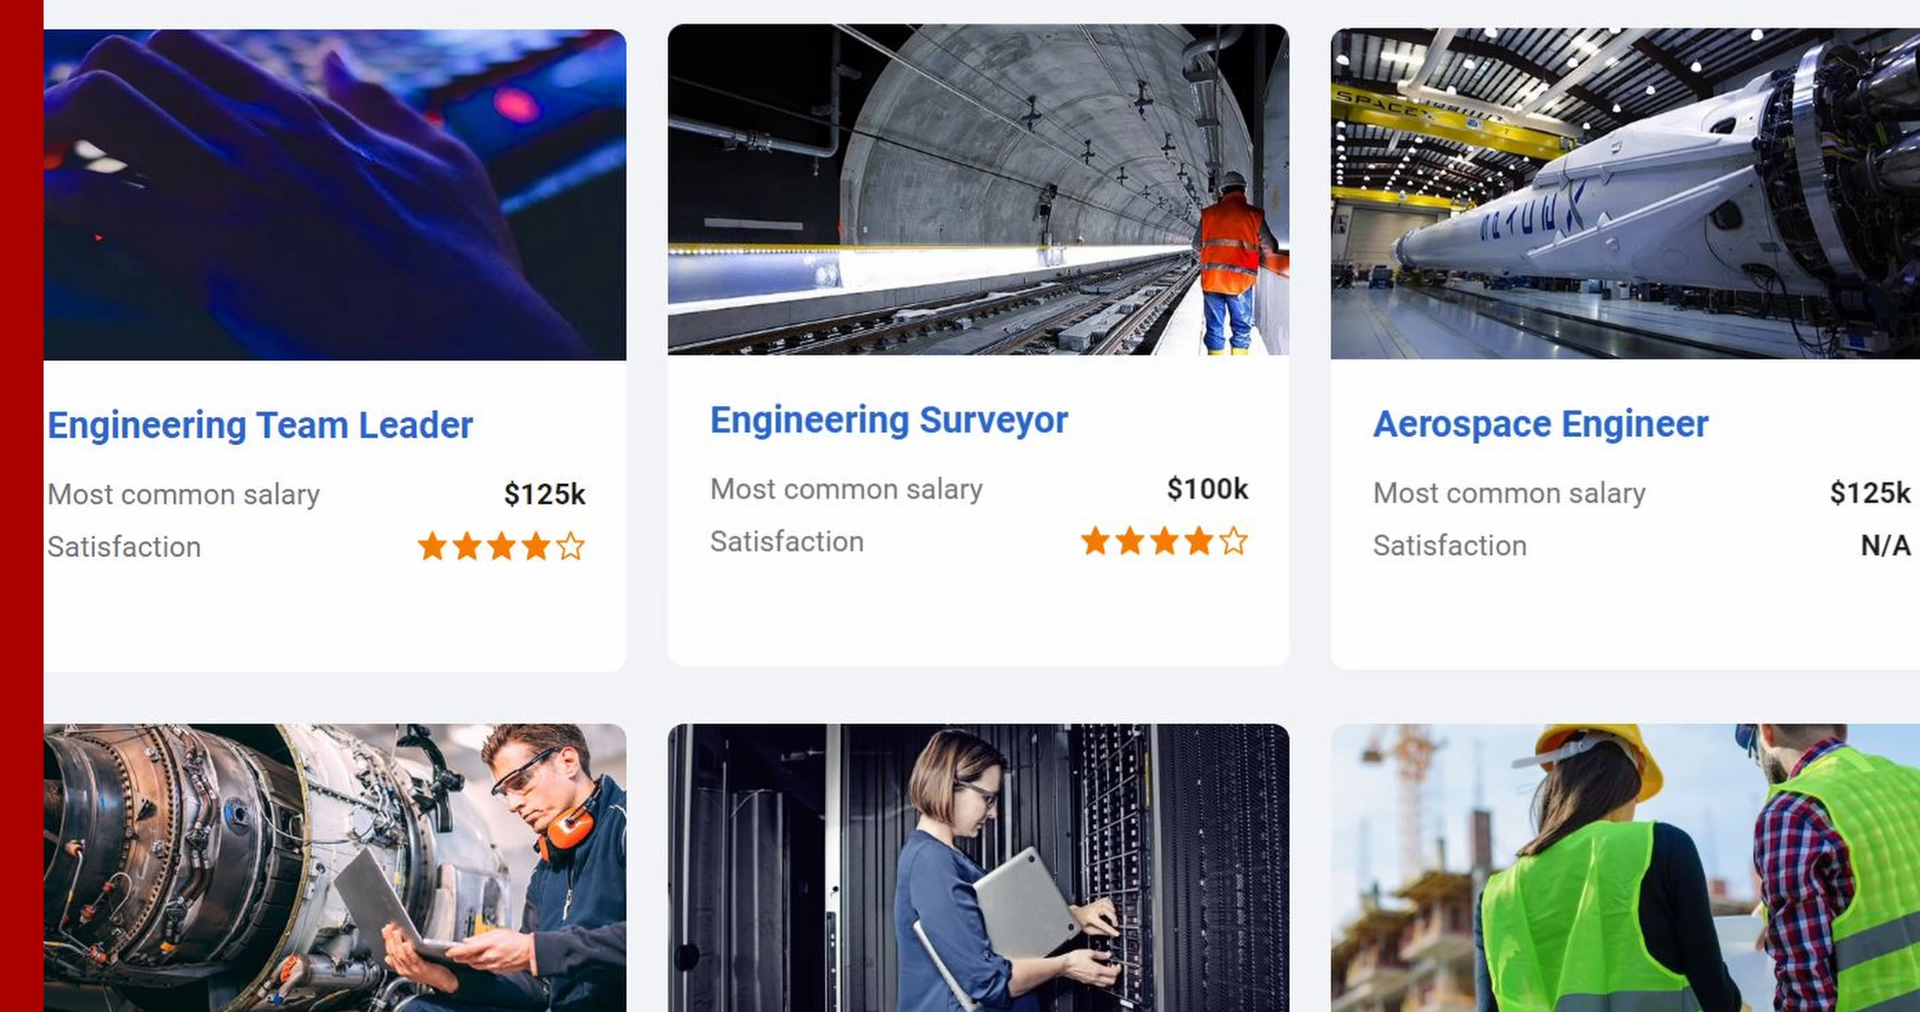 SPACEX
Engineering Team Leader
Most common salary $125k
Satisfaction
Engineering Surveyor
Most common salary $100k
Satisfaction
Aerospace Engineer
Most common salary $125k
Satisfaction N/A